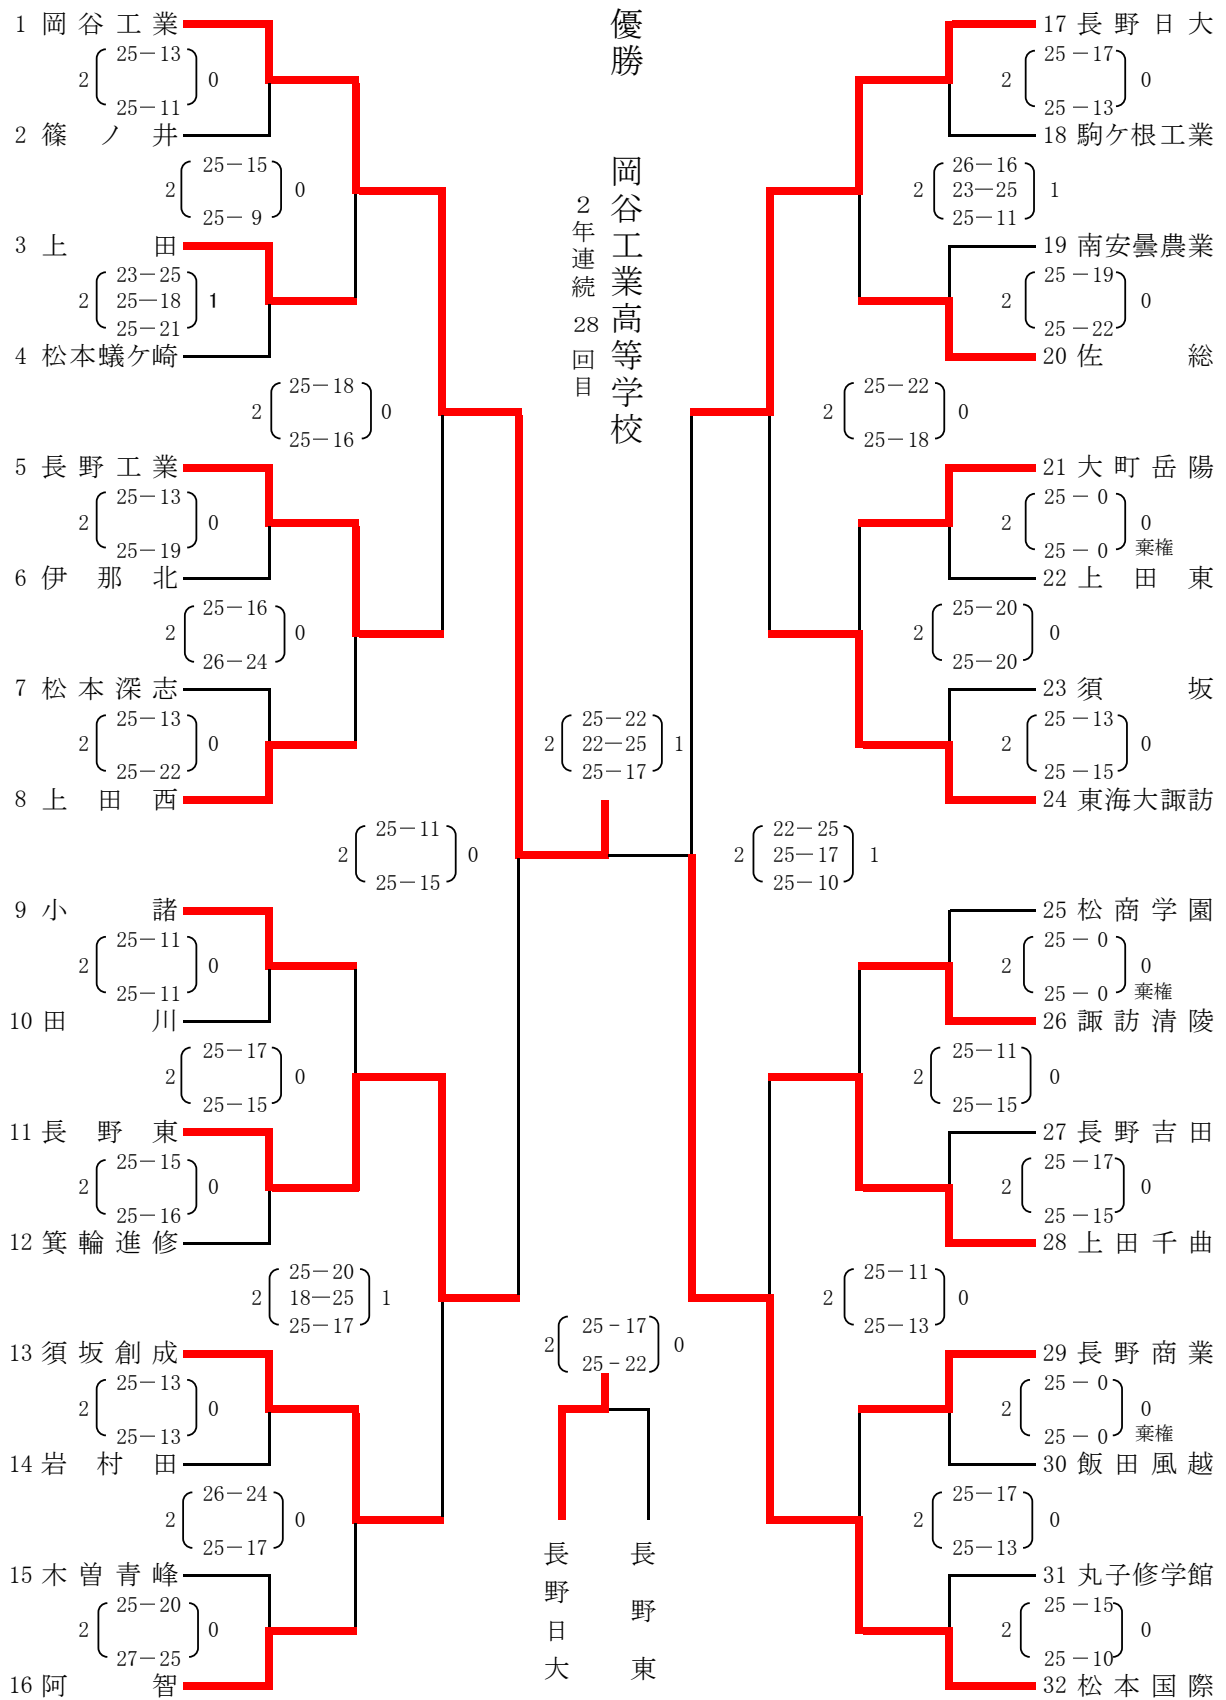 優勝 岡谷工業高等学校
2年連続 28 回目
1 岡谷工業
25－13
2 0
25－11
2 篠ノ井
25－15
2 0
25－ 9
3 上田
23－25
2 25－18 1
25－21
4 松本蟻ケ崎
25－18
2 0
25－16
5 長野工業
25－13
2 0
25－19
6 伊那北
25－16
2 0
26－24
7 松本深志
25－13
2 0
25－22
8 上田西
25－11
2 0
25－15
9 小諸
25－11
2 0
25－11
10 田川
25－17
2 0
25－15
11 長野東
25－15
2 0
25－16
12 箕輪進修
25－20
2 18－25 1
25－17
13 須坂創成
25－13
2 0
25－13
14 岩村田
26－24
2 0
25－17
15 木曽青峰
25－20
2 0
27－25
16 阿智
25－22
2 22－25 1
25－17
25－17
2 0
25－22
長野日大
長野東
17 長野日大
25－17
2 0
25－13
18 駒ケ根工業
26－16
2 23－25 1
25－11
19 南安曇農業
25－19
2 0
25－22
20 佐総
25－22
2 0
25－18
21 大町岳陽
25－ 0
2 0
25－ 0 棄権
22 上田東
25－20
2 0
25－20
23 須坂
25－13
2 0
25－15
24 東海大諏訪
22－25
2 25－17 1
25－10
25 松商学園
25－ 0
2 0
25－ 0 棄権
26 諏訪清陵
25－11
2 0
25－15
27 長野吉田
25－17
2 0
25－15
28 上田千曲
25－11
2 0
25－13
29 長野商業
25－ 0
2 0
25－ 0 棄権
30 飯田風越
25－17
2 0
25－13
31 丸子修学館
25－15
2 0
25－10
32 松本国際